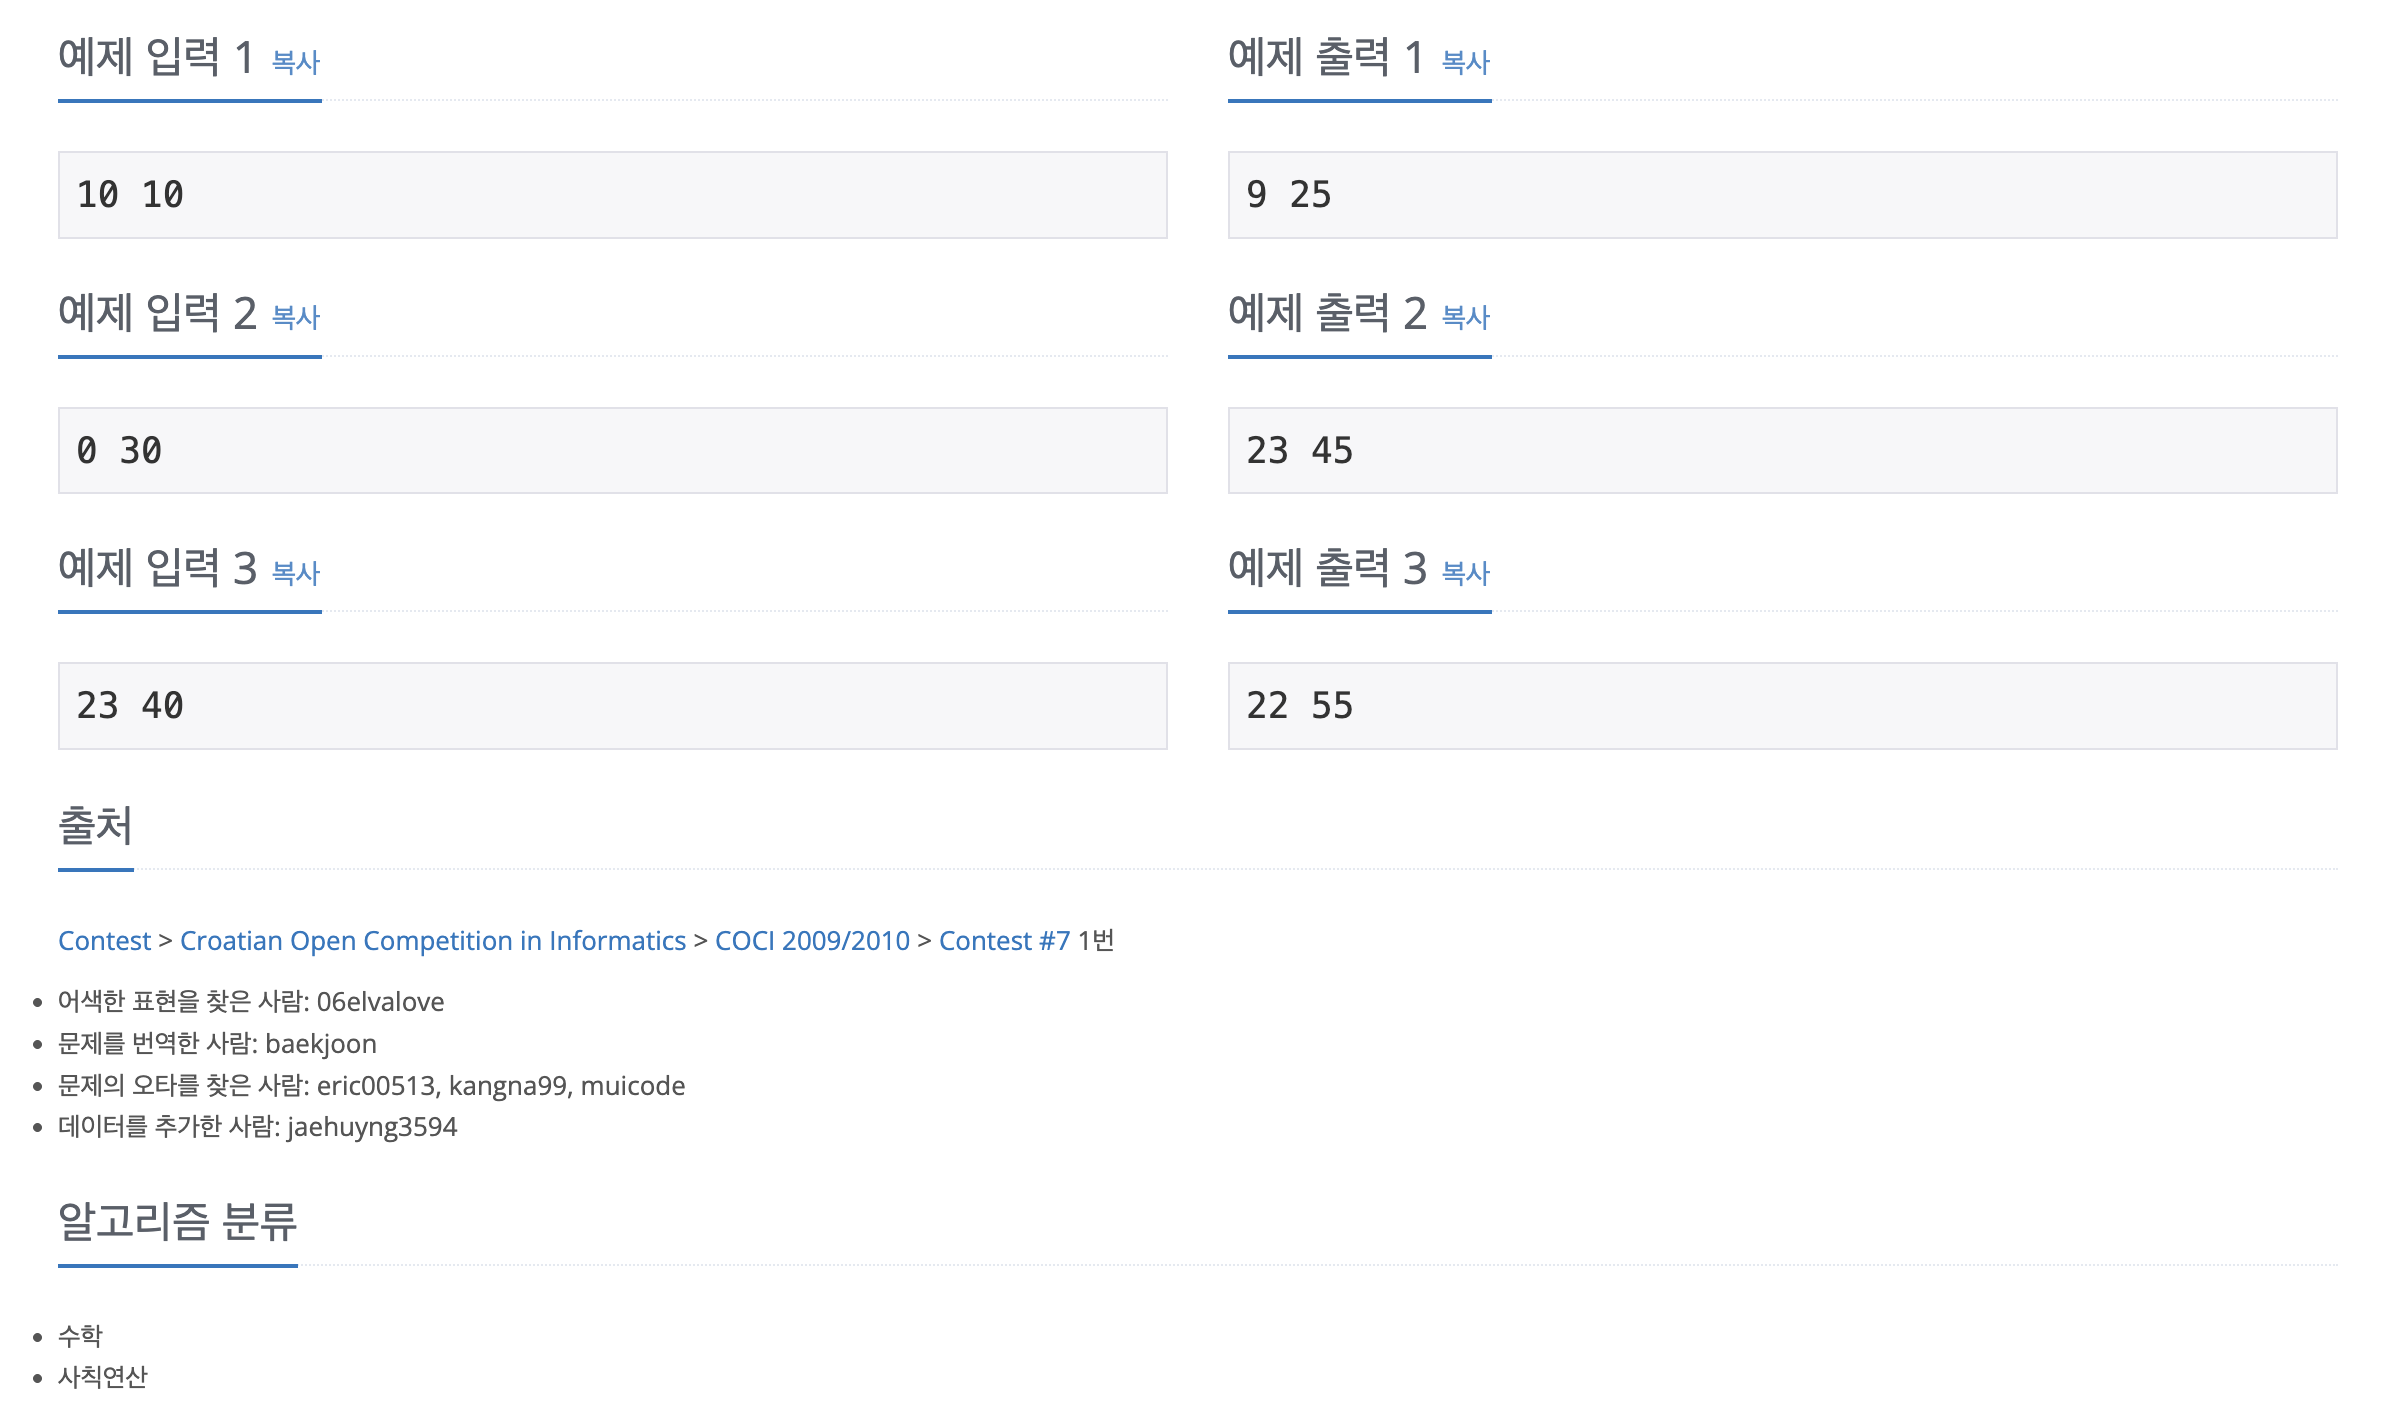 예제 입력 1 복사
예제 출력 1 복사
10 10
9 25
예제 입력 2 복사
예제 출력 2 복사
0 30
23 45
예제 입력 3 복사
예제 출력 3 복사
23 40
22 55
출처
Contest > Croatian Open Competition in Informatics > COCI 2009/2010 > Contest #7 1번
어색한 표현을 찾은 사람: 06elvalove
문제를 번역한 사람: baekjoon
문제의 오타를 찾은 사람: eric00513, kangna99, muicode
데이터를 추가한 사람: jaehuyng3594
알고리즘 분류
수학
사칙연산